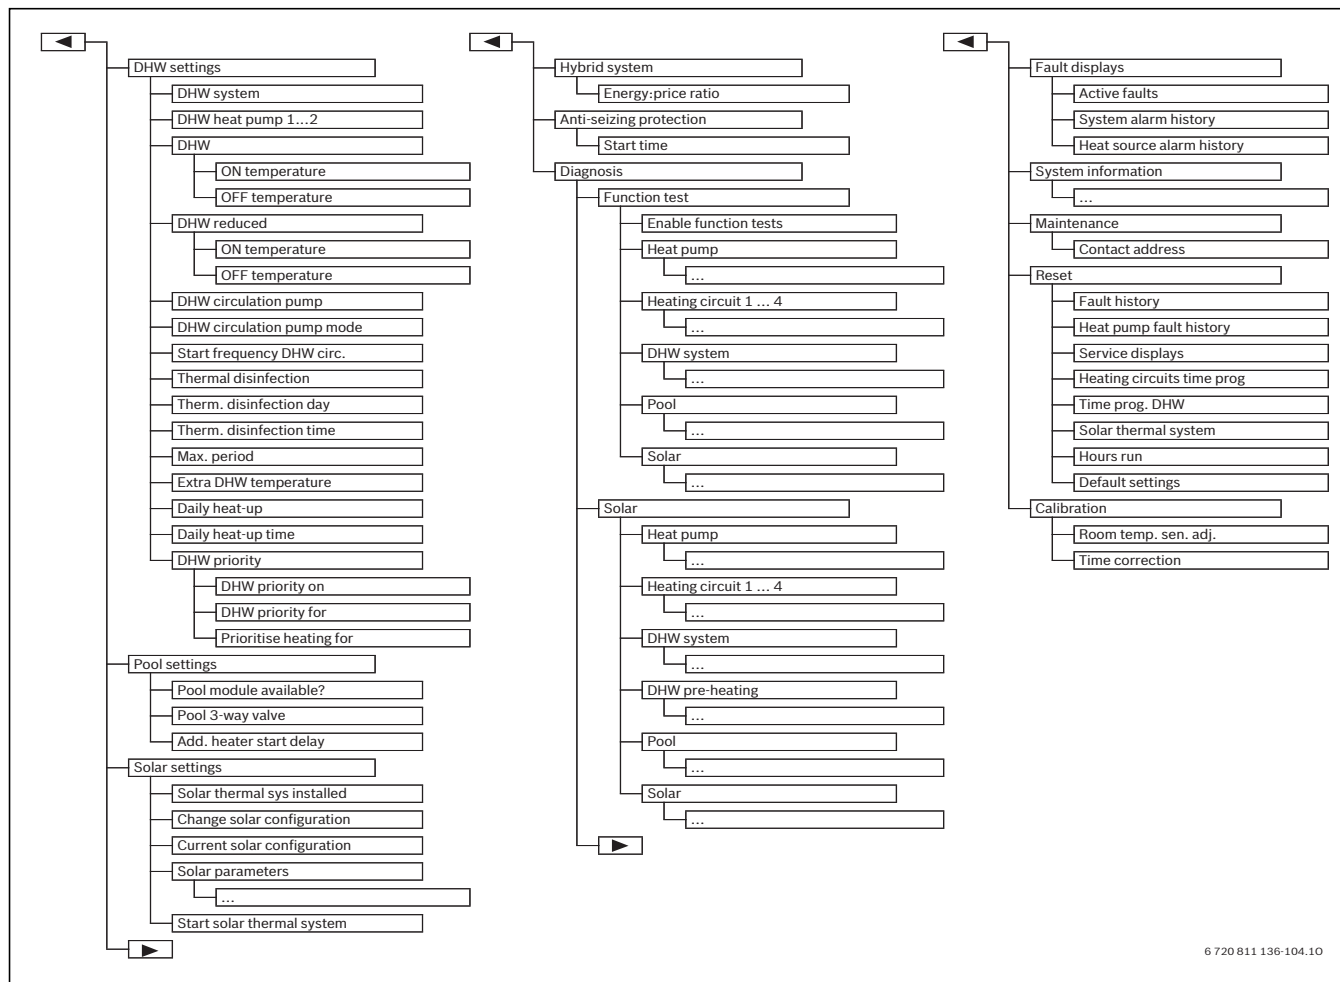 DHW settings
DHW system
DHW heat pump 1...2
DHW
ON temperature
OFF temperature
DHW reduced
ON temperature
OFF temperature
DHW circulation pump
DHW circulation pump mode
Start frequency DHW circ.
Thermal disinfection
Therm. disinfection day
Therm. disinfection time
Max. period
Extra DHW temperature
Daily heat-up
Daily heat-up time
DHW priority
DHW priority on
DHW priority for
Prioritise heating for
Pool settings
Pool module available?
Pool 3-way valve
Add. heater start delay
Solar settings
Solar thermal sys installed
Change solar configuration
Current solar configuration
Solar parameters
...
Start solar thermal system
Hybrid system
Energy:price ratio
Anti-seizing protection
Start time
Diagnosis
Function test
Enable function tests
Heat pump
...
Heating circuit 1 ... 4
...
DHW system
...
Pool
...
Solar
...
Solar
Heat pump
...
Heating circuit 1 ... 4
...
DHW system
...
DHW pre-heating
...
Pool
...
Solar
...
Fault displays
Active faults
System alarm history
Heat source alarm history
System information
...
Maintenance
Contact address
Reset
Fault history
Heat pump fault history
Service displays
Heating circuits time prog
Time prog. DHW
Solar thermal system
Hours run
Default settings
Calibration
Room temp. sen. adj.
Time correction
6 720 811 136-104.1O